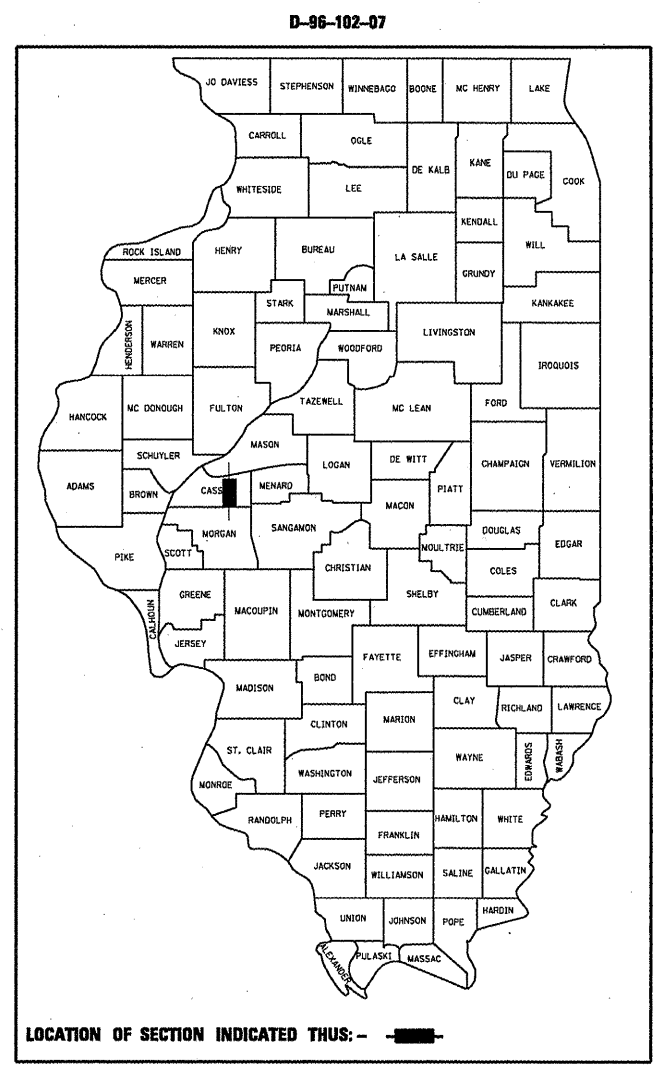 D-96-102-07
JO DAVIESS STEPHENSON WINNEBAGO BOONE MC HENRY LAKE
CARROLL OGLE DE KALB KANE DU PAGE COOK
WHITESIDE LEE
KENDALL WILL
ROCK ISLAND HENRY BUREAU LA SALLE
GRUNDY
MERCER PUTNAM
STARK MARSHALL KANKAKEE
HENDERSON WARREN KNOX PEORIA WOODFORD LIVINGSTON
IROQUOIS
HANCOCK MC DONOUGH FULTON TAZEWELL MC LEAN FORD
MASON
SCHUYLER LOGAN DE WITT CHAMPAIGN VERMILION
ADAMS BROWN CASS MENARD PIATT
MACON
PIKE SCOTT MORGAN SANGAMON DOUGLAS EDGAR
MOULTRIE
CHRISTIAN COLES
GREENE MACOUPIN MONTGOMERY SHELBY CUMBERLAND CLARK
CALHOUN JERSEY
FAYETTE EFFINGHAM JASPER CRAWFORD
MADISON BOND
CLAY RICHLAND LAWRENCE
CLINTON MARION
ST. CLAIR WAYNE EDWARDS WABASH
WASHINGTON JEFFERSON
MONROE
RANDOLPH PERRY HAMILTON WHITE
FRANKLIN
JACKSON WILLIAMSON SALINE GALLATIN
UNION JOHNSON POPE HARDIN
ALEXANDER PULASKI MASSAC
LOCATION OF SECTION INDICATED THUS:-